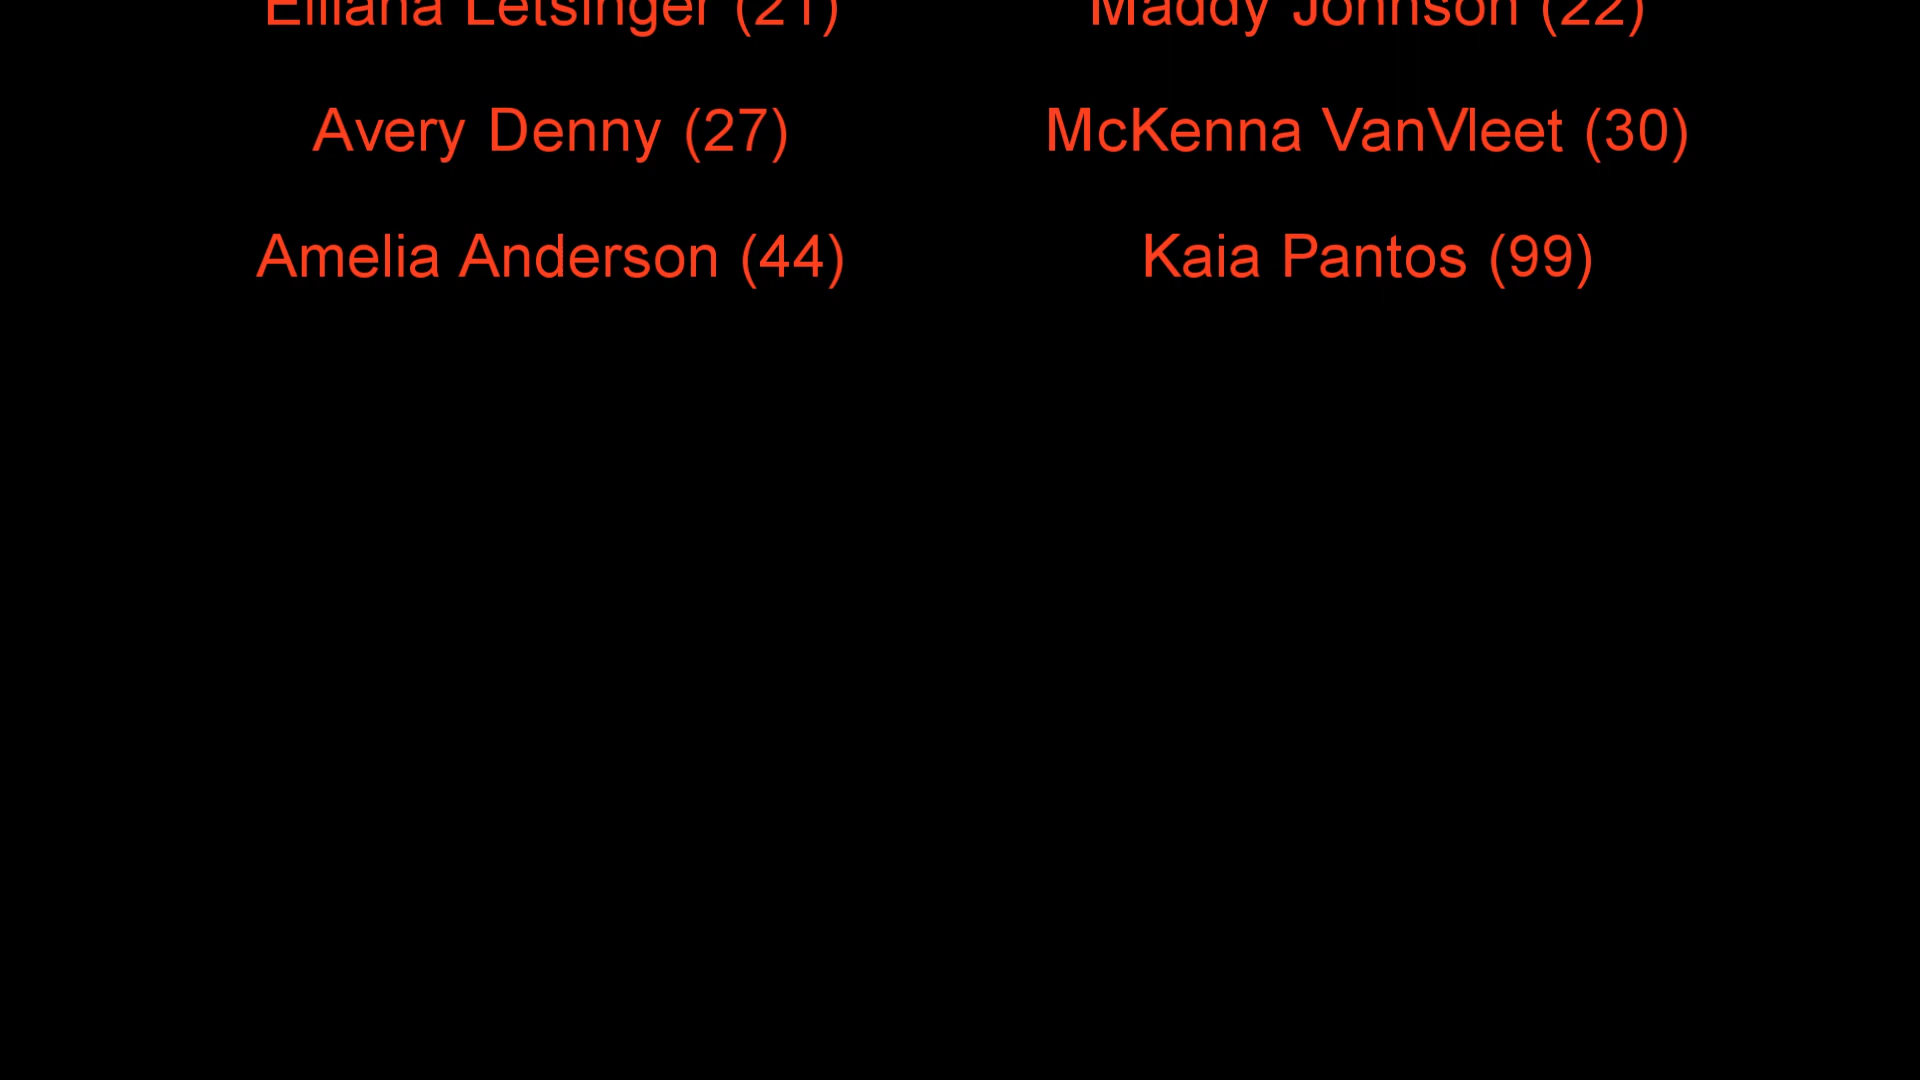 Elliana Letsinger (21) Maddy Johnson (22)
Avery Denny (27) McKenna VanVleet (30)
Amelia Anderson (44) Kaia Pantos (99)